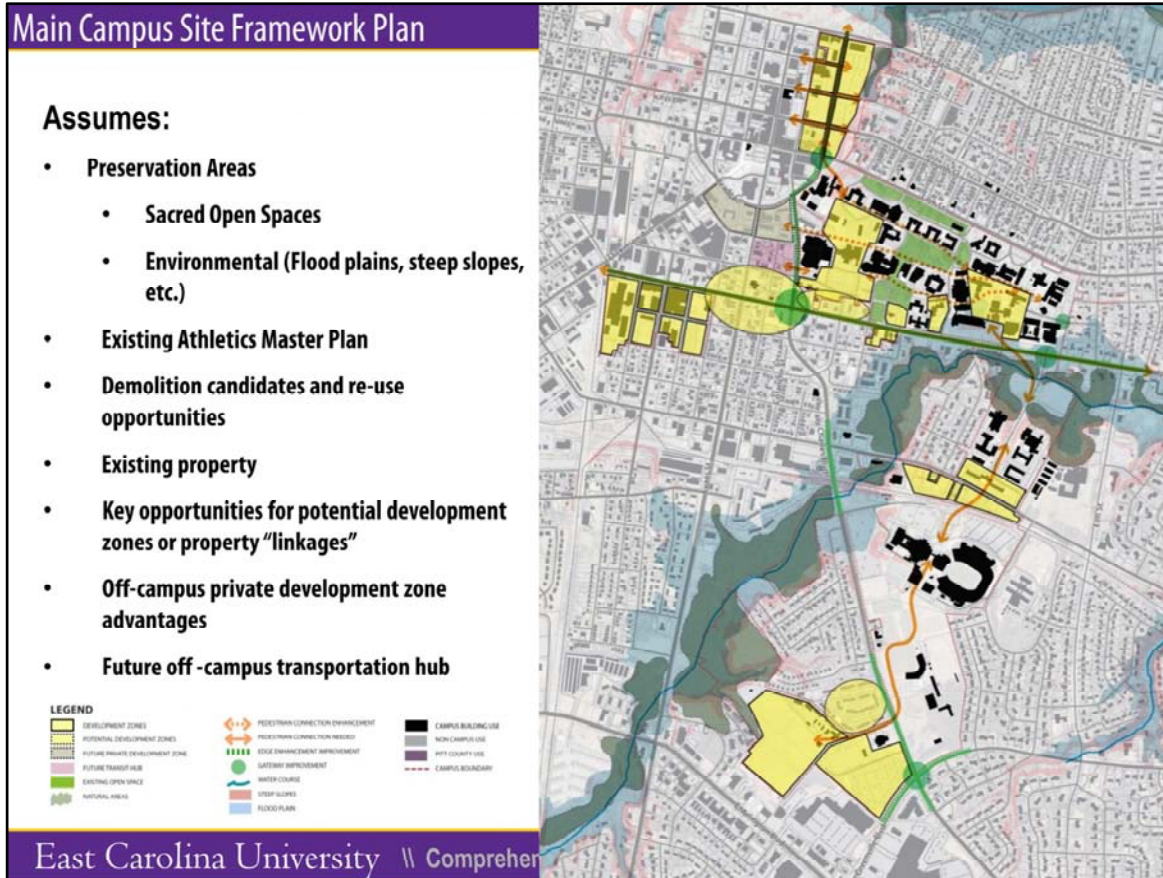 Main Campus Site Framework Plan
Assumes:
• Preservation Areas
• Sacred Open Spaces
• Environmental (Flood plains, steep slopes,
etc.)
• Existing Athletics Master Plan
• Demolition candidates and re-use
opportunities
• Existing property
• Key opportunities for potential development
zones or property “linkages”
• Off-campus private development zone
advantages
• Future off -campus transportation hub
LEGEND
DEVELOPMENT ZONES
POTENTIAL DEVELOPMENT ZONES
FUTURE PRIVATE DEVELOPMENT ZONE
FUTURE TRANSIT HUB
EXISTING OPEN SPACE
NATURAL AREAS
PEDESTRIAN CONNECTION ENHANCEMENT
PEDESTRIAN CONNECTION NEEDED
EDGE ENHANCEMENT IMPROVEMENT
GATEWAY IMPROVEMENT
WATER COURSE
STEEP SLOPES
FLOOD PLAIN
CAMPUS BUILDING USE
NON CAMPUS USE
PITT COUNTY USE
CAMPUS BOUNDARY
East Carolina University \\ Comprehen